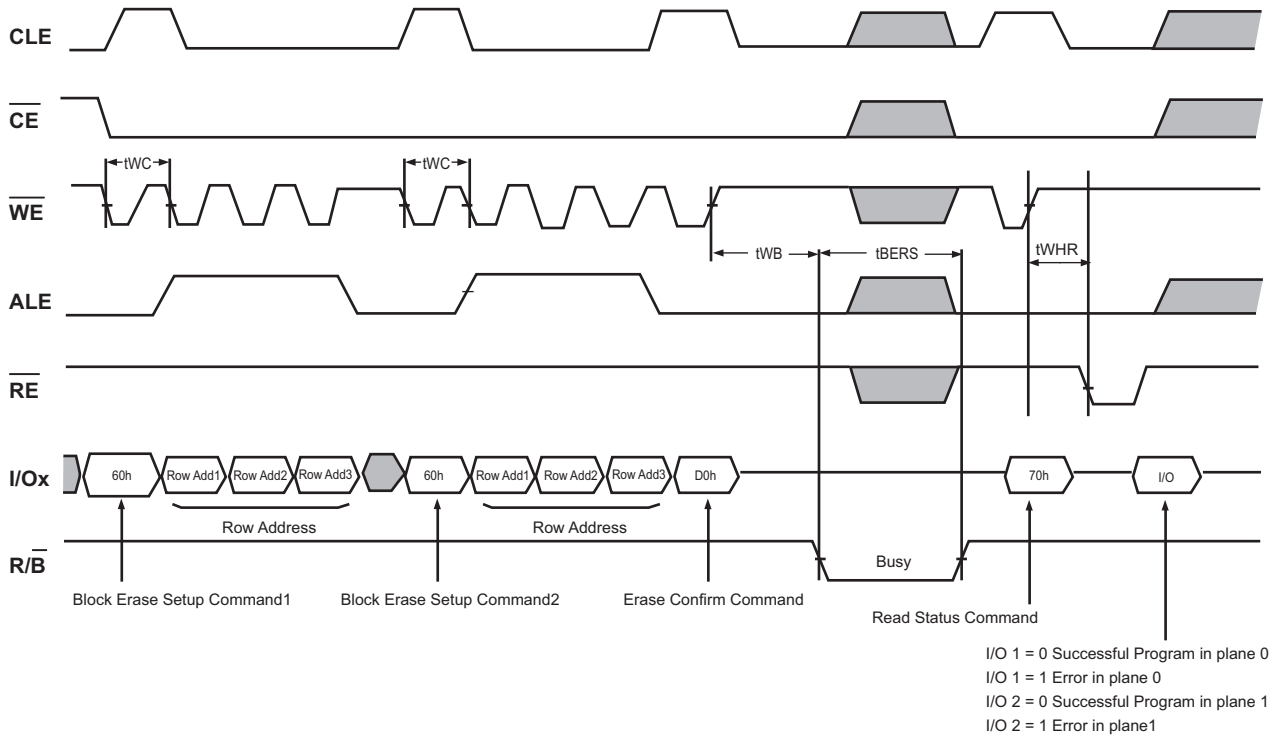 CLE
CE
tWC
tWC
WE
tWB
tBERS
tWHR
ALE
RE
I/Ox
60h
Row Add1
Row Add2
Row Add3
60h
Row Add1
Row Add2
Row Add3
D0h
70h
I/O
Row Address
Row Address
R/B
Busy
Block Erase Setup Command1
Block Erase Setup Command2
Erase Confirm Command
Read Status Command
I/O 1 = 0 Successful Program in plane 0
I/O 1 = 1 Error in plane 0
I/O 2 = 0 Successful Program in plane 1
I/O 2 = 1 Error in plane1